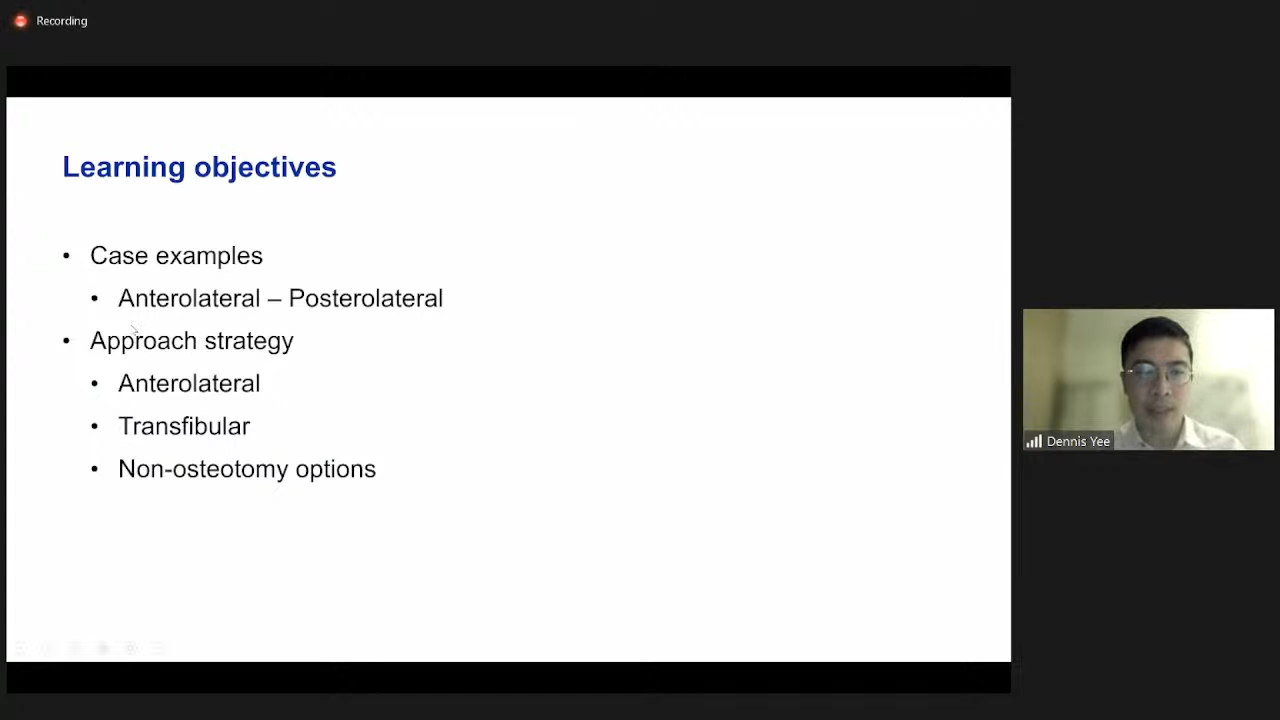 Recording
Learning objectives
• Case examples
• Anterolateral – Posterolateral
• Approach strategy
• Anterolateral
• Transfibular
• Non-osteotomy options
Dennis Yee